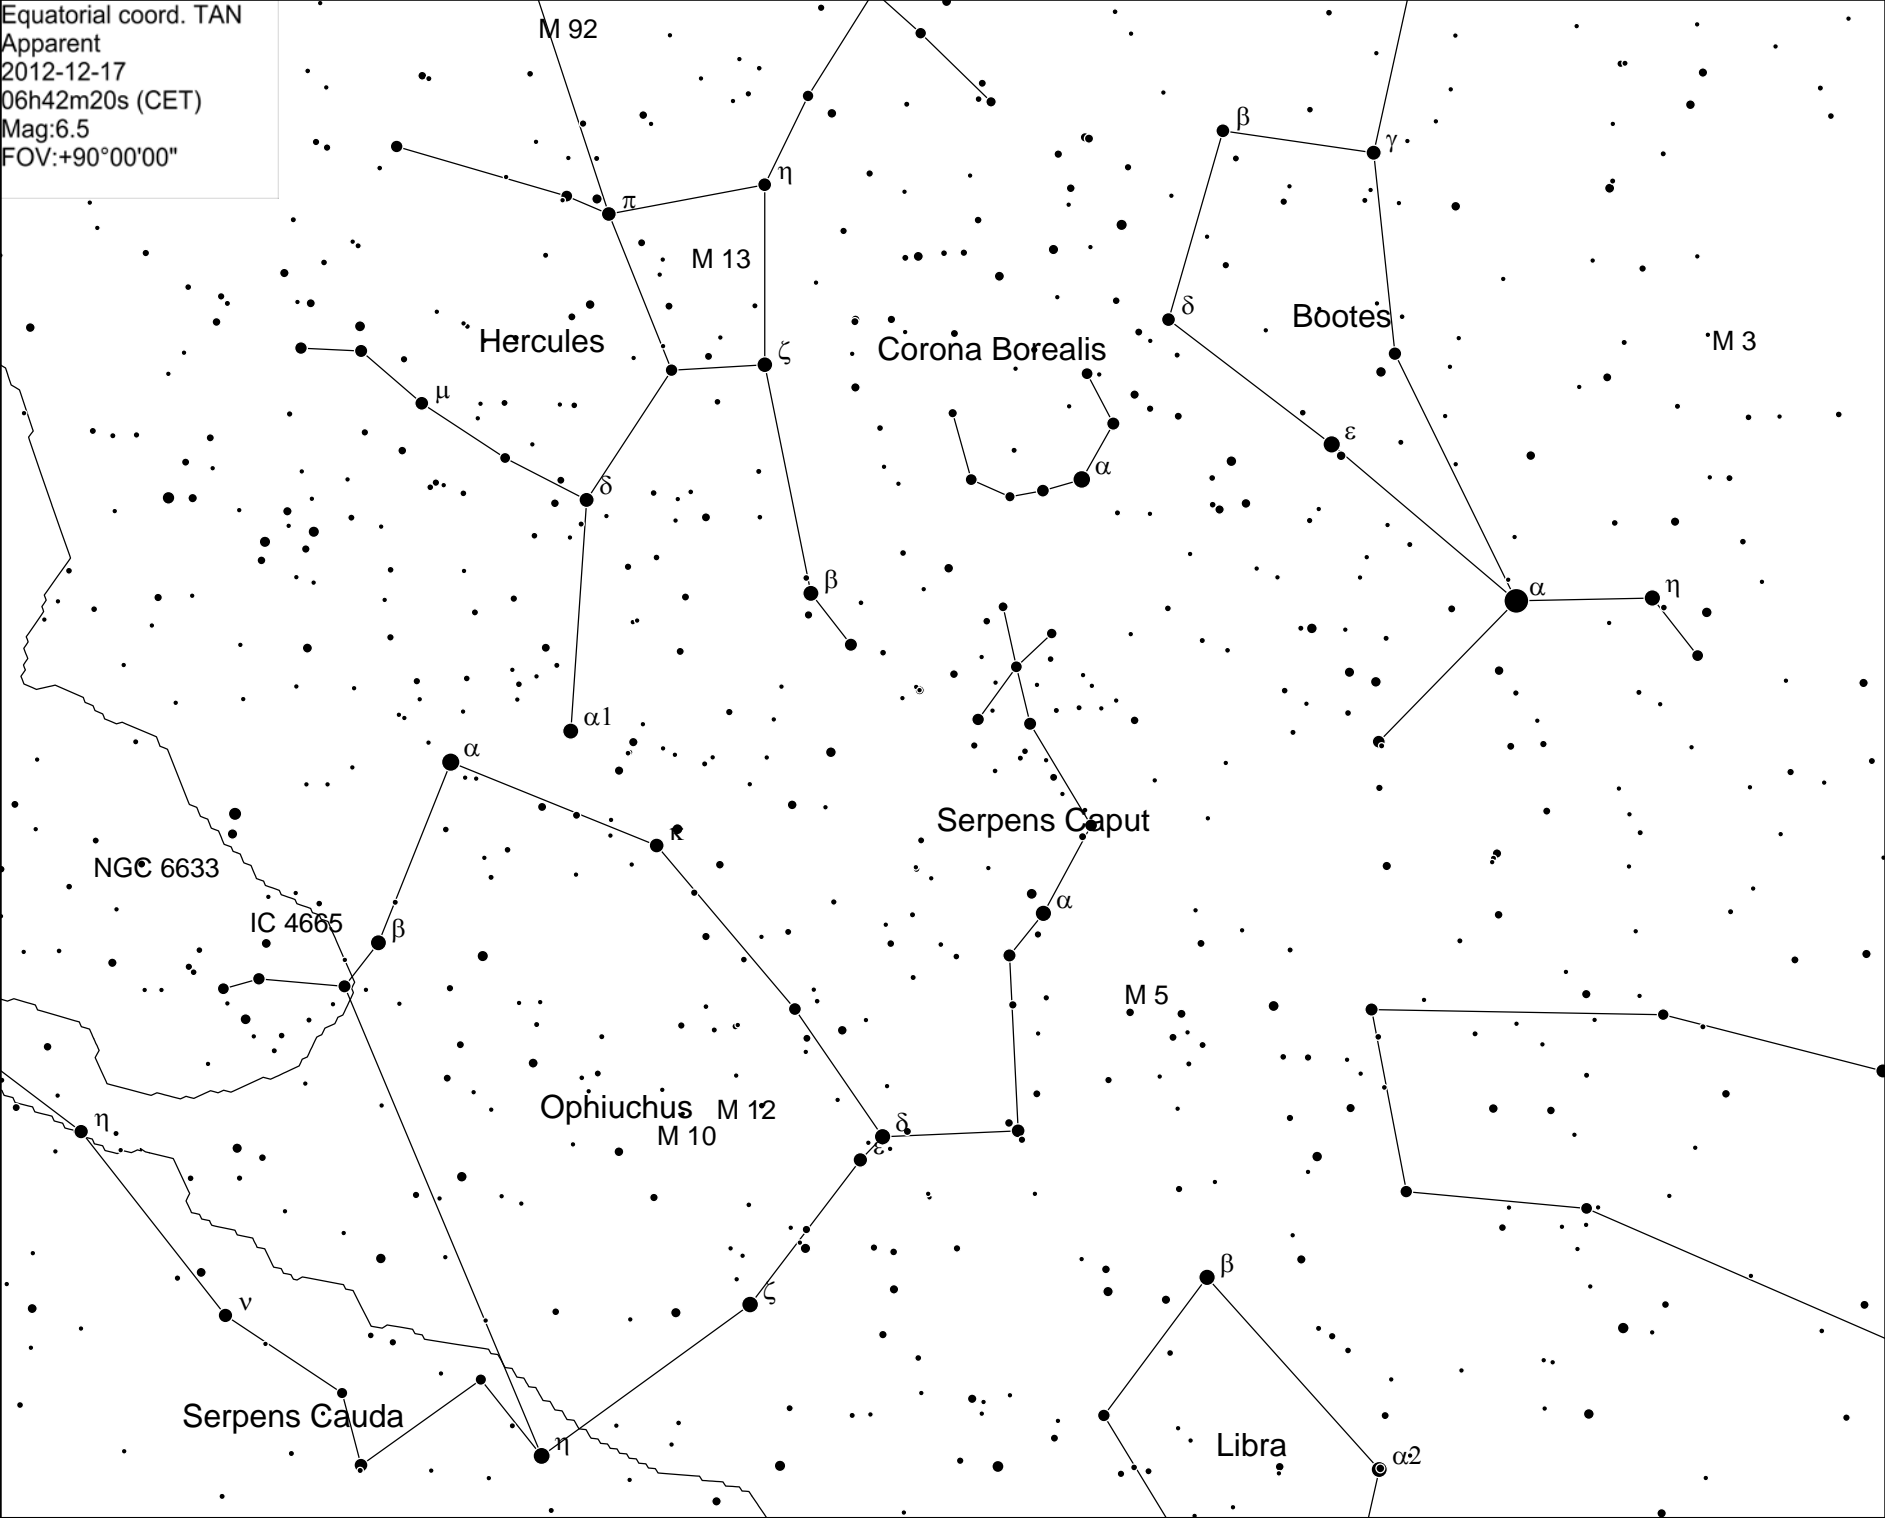 Equatorial coord. TAN
Apparent
2012-12-17
06h42m20s (CET)
Mag:6.5
FOV:+90°00'00"
M 92
β
γ
η
π
M 13
δ
Bootes
Hercules
Corona Borealis
M 3
ζ
μ
ε
α
δ
β
α
η
α1
α
Serpens Caput
κ
NGC 6633
α
IC 4665
β
M 5
Ophiuchus
M 12
η
δ
M 10
ε
β
ζ
ν
Serpens Cauda
η
Libra
α2